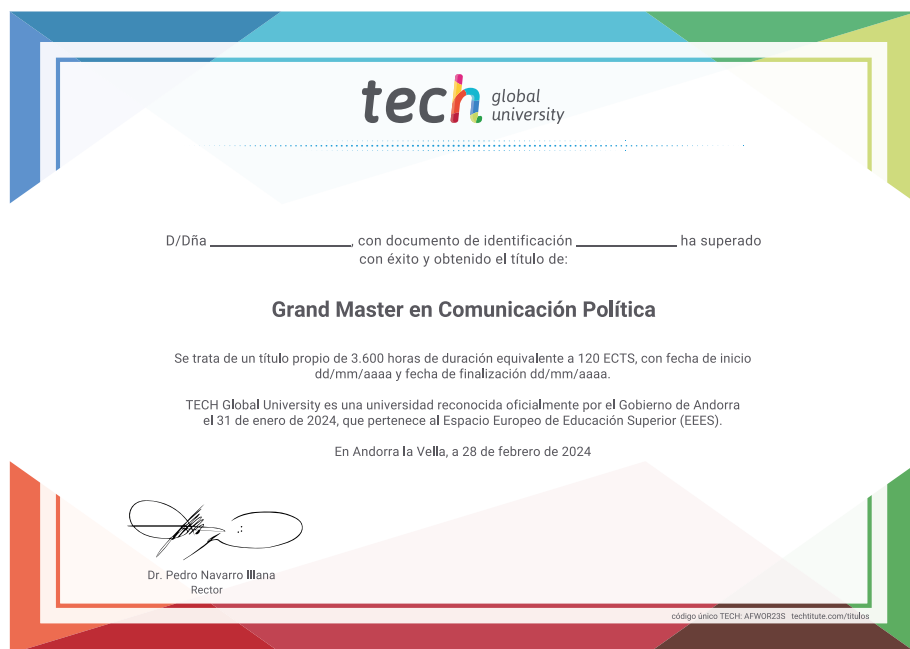 tech global university
D/Dña ______________, con documento de identificación __________ ha superado
con éxito y obtenido el título de:
Grand Master en Comunicación Política
Se trata de un título propio de 3.600 horas de duración equivalente a 120 ECTS, con fecha de inicio
dd/mm/aaaa y fecha de finalización dd/mm/aaaa.
TECH Global University es una universidad reconocida oficialmente por el Gobierno de Andorra
el 31 de enero de 2024, que pertenece al Espacio Europeo de Educación Superior (EEES).
En Andorra la Vella, a 28 de febrero de 2024
Dr. Pedro Navarro Illana
Rector
código único TECH: AFWOR23S techtitute.com/titulos